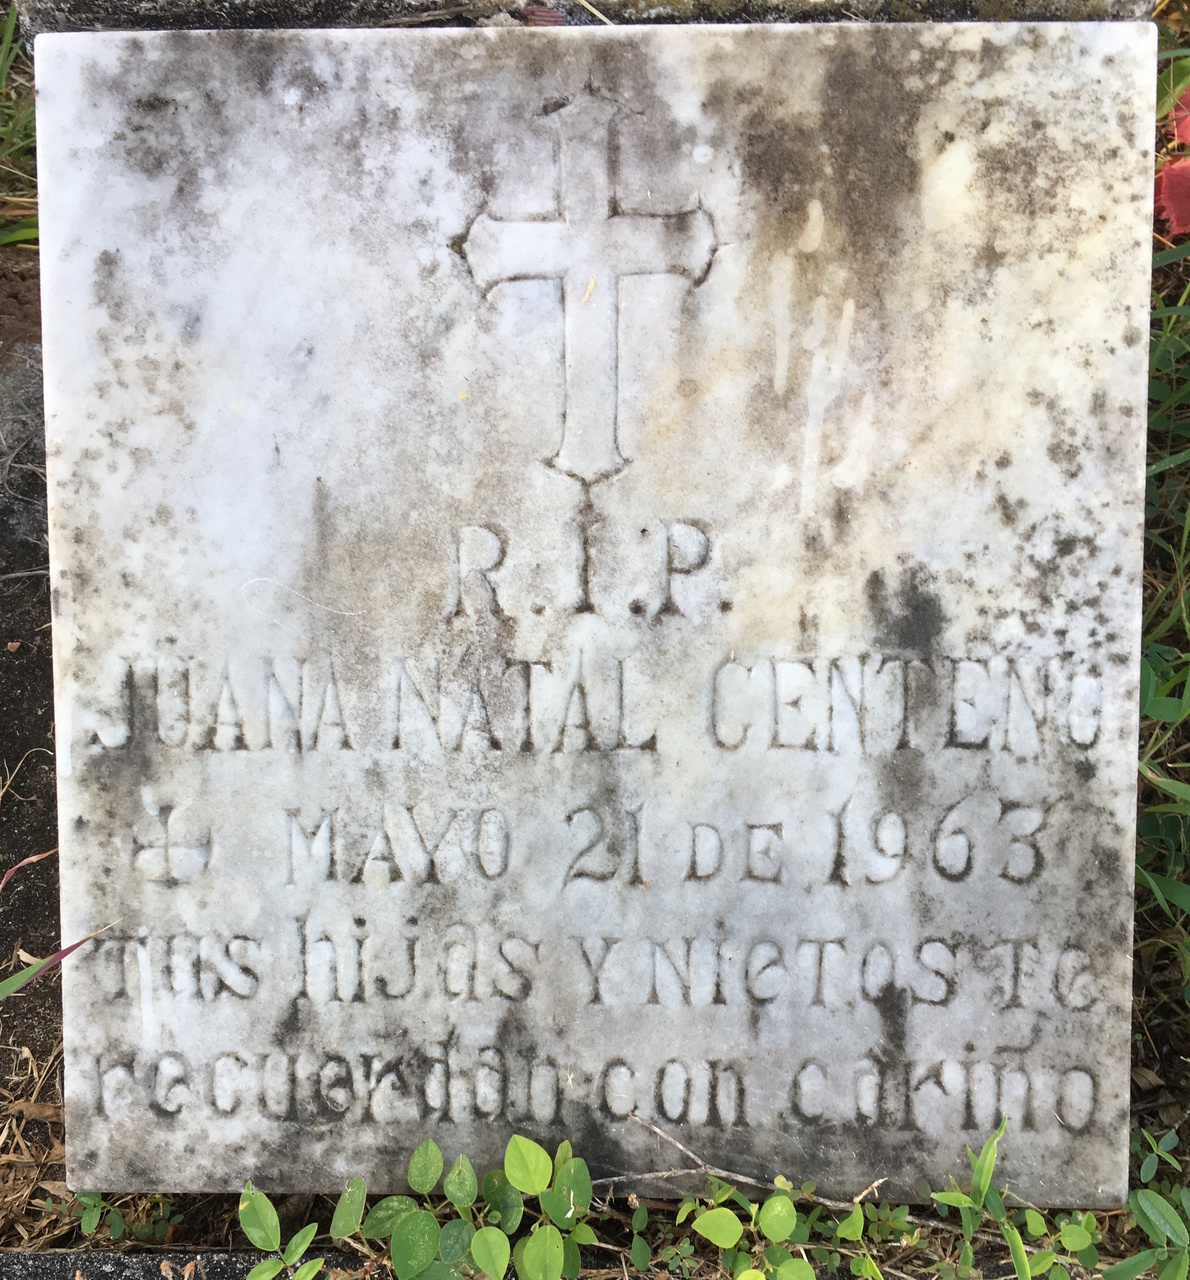 R.I.P.
JUANA NATAL CENTENO
MAYO 21 DE 1963
TUS hijas Y NieTOS Te
recuerdan con cariño